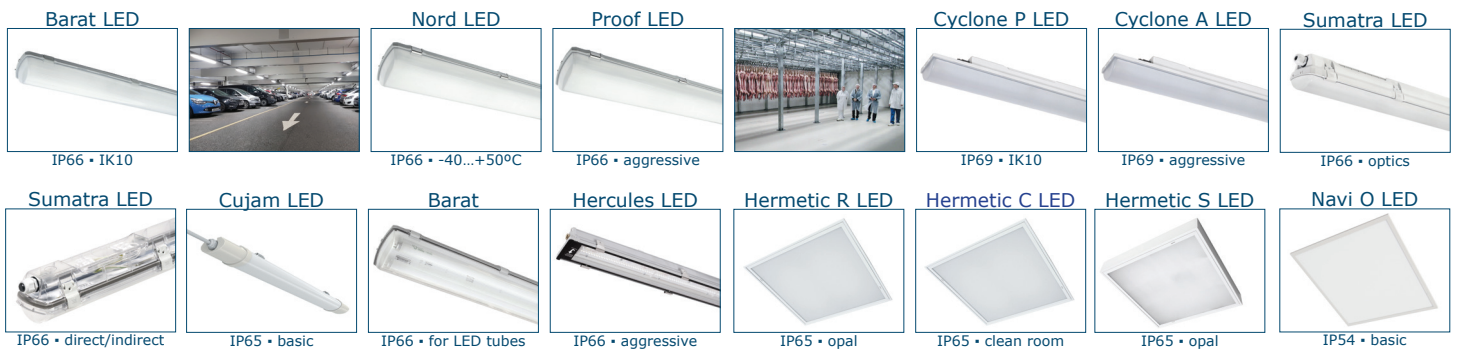 Barat LED
Nord LED
Proof LED
Cyclone P LED
Cyclone A LED
Sumatra LED
IP66 ▪ IK10
IP66 ▪ -40...+50ºC
IP66 ▪ aggressive
IP69 ▪ IK10
IP69 ▪ aggressive
IP66 ▪ optics
Sumatra LED
Cujam LED
Barat
Hercules LED
Hermetic R LED
Hermetic C LED
Hermetic S LED
Navi O LED
IP66 ▪ direct/indirect
IP65 ▪ basic
IP66 ▪ for LED tubes
IP66 ▪ aggressive
IP65 ▪ opal
IP65 ▪ clean room
IP65 ▪ opal
IP54 ▪ basic